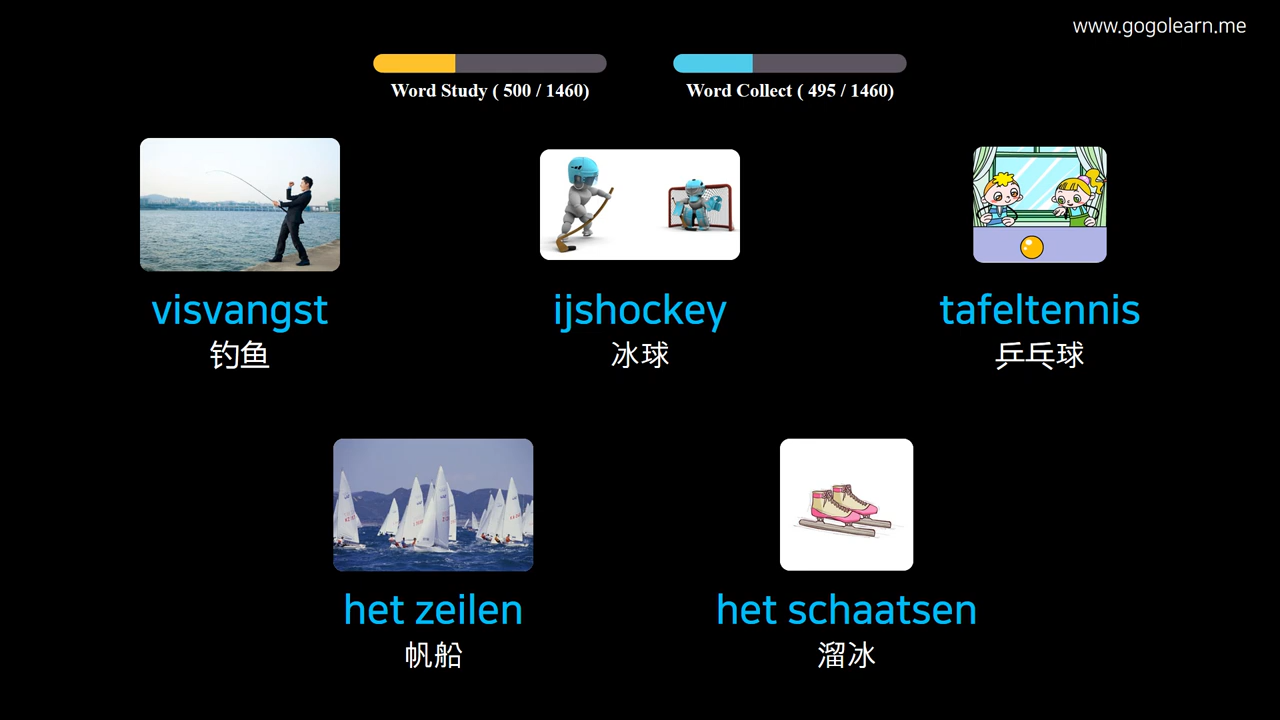 www.gogolearn.me
Word Study ( 500 / 1460)
Word Collect ( 495 / 1460)
visvangst
钓鱼
ijshockey
冰球
tafeltennis
乒乓球
het zeilen
帆船
het schaatsen
溜冰